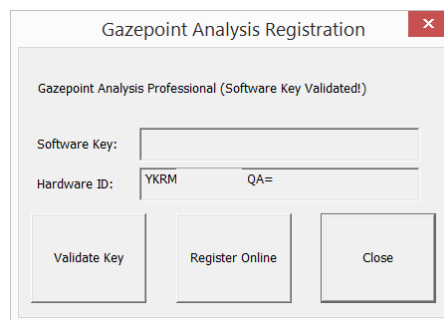 Gazepoint Analysis Registration
x
Gazepoint Analysis Professional (Software Key Validated!)
Software Key:
Hardware ID: YKRM QA=
Validate Key Register Online Close